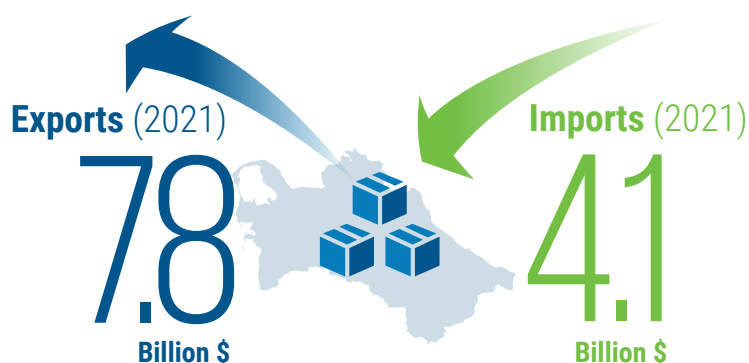 Exports (2021)
7.8
Billion $
Imports (2021)
4.1
Billion $